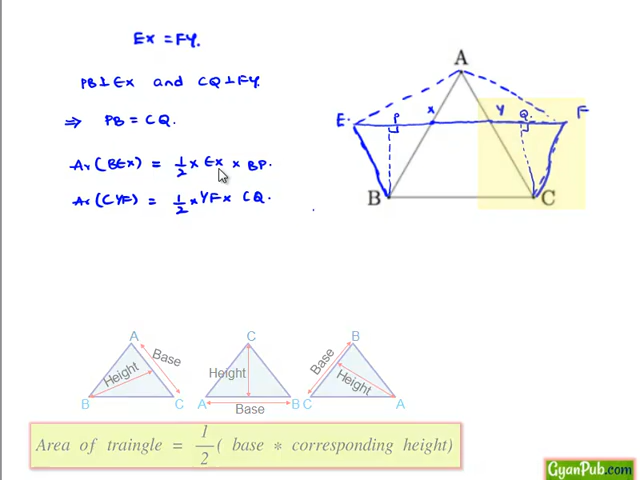 EX = FY.
PB ⊥ EX and CQ ⊥ FY.
⇒ PB = CQ.
Ar(BEX) = 1/2 × EX × BP.
Ar(CYF) = 1/2 × YF × CQ.
A
E P X Y Q F
B C
A
Base
Height
B C
C
Height
A B
Base
B
Base
Height
C A
Area of traingle = 1/2 ( base * corresponding height)
GyanPub.com